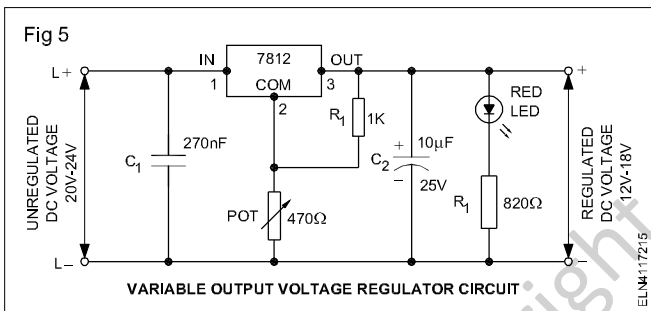 Fig 5
L+
IN
7812
OUT
+
1
COM
3
2
R1
1K
RED
LED
UNREGULATED
DC VOLTAGE
20V-24V
C1
270nF
+
10µF
C2
–
25V
REGULATED
DC VOLTAGE
12V-18V
POT
470Ω
R1
820Ω
L–
–
VARIABLE OUTPUT VOLTAGE REGULATOR CIRCUIT
ELN4117215
right